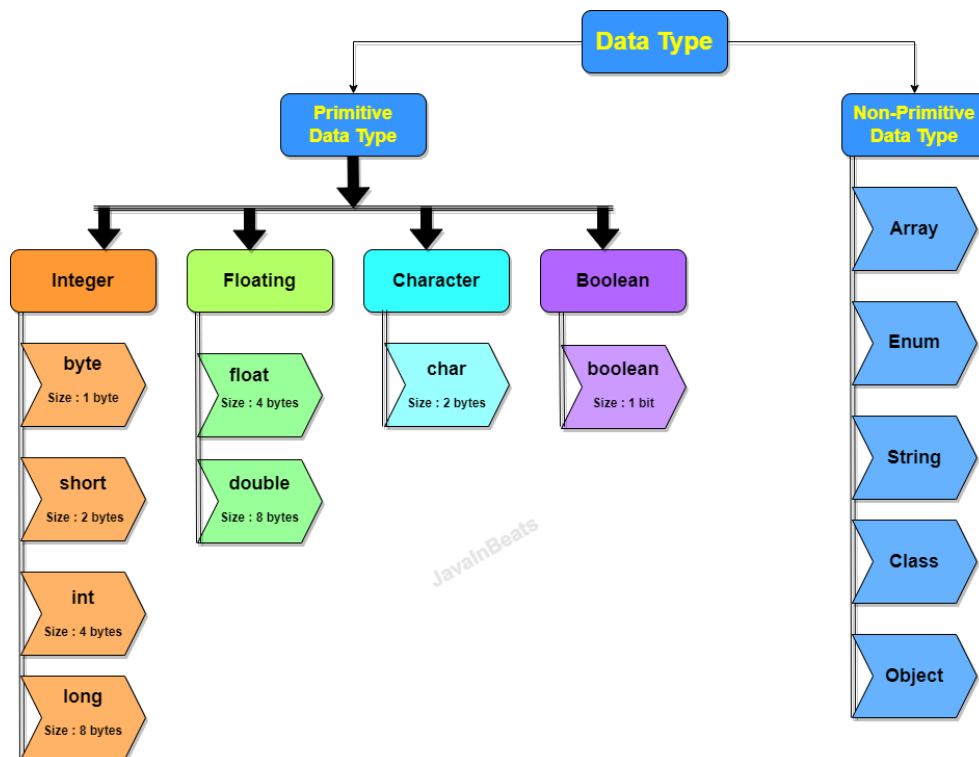 Data Type
Primitive
Data Type
Non-Primitive
Data Type
Integer
Floating
Character
Boolean
byte
Size : 1 byte
short
Size : 2 bytes
int
Size : 4 bytes
long
Size : 8 bytes
float
Size : 4 bytes
double
Size : 8 bytes
char
Size : 2 bytes
boolean
Size : 1 bit
Array
Enum
String
Class
Object
JavaInBeats